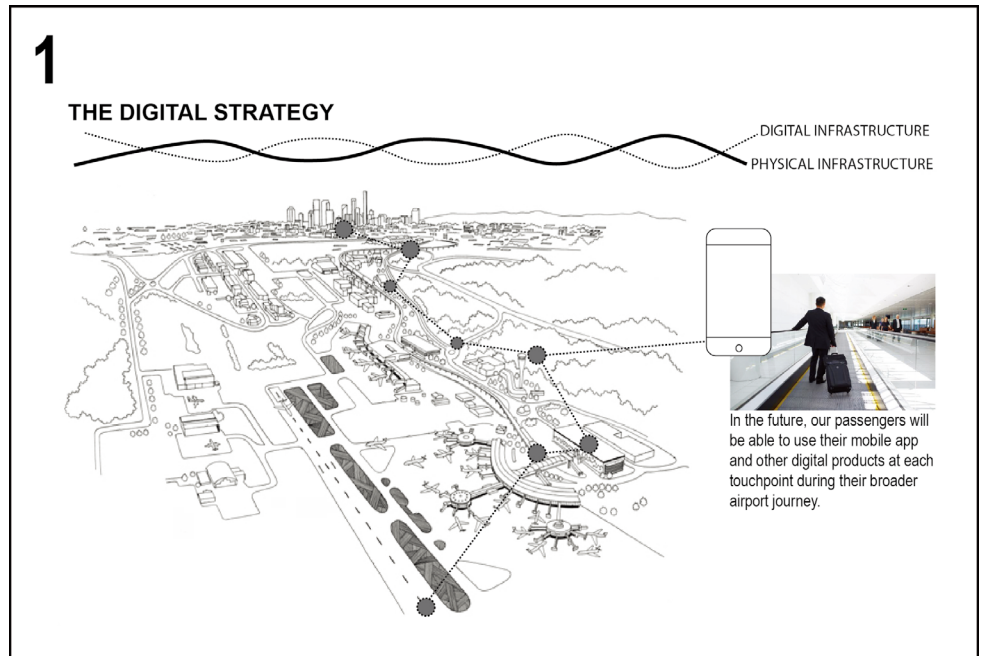 1
THE DIGITAL STRATEGY
DIGITAL INFRASTRUCTURE
PHYSICAL INFRASTRUCTURE
In the future, our passengers will
be able to use their mobile app
and other digital products at each
touchpoint during their broader
airport journey.